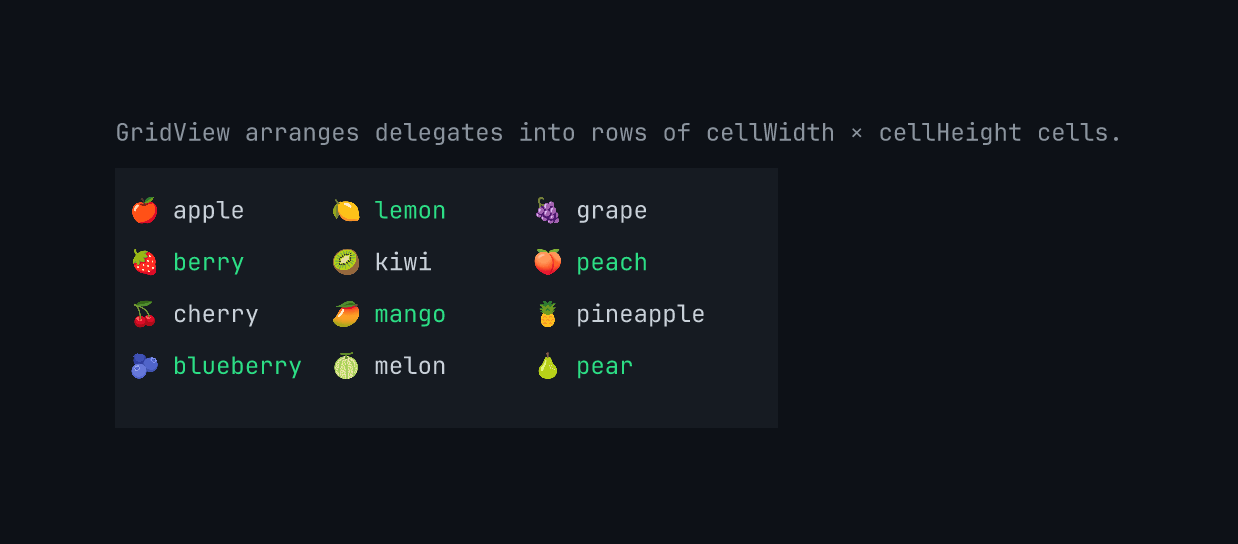 GridView arranges delegates into rows of cellWidth × cellHeight cells.
🍎 apple 🍋 lemon 🍇 grape
🍓 berry 🥝 kiwi 🍑 peach
🍒 cherry 🥭 mango 🍍 pineapple
🫐 blueberry 🍈 melon 🍐 pear